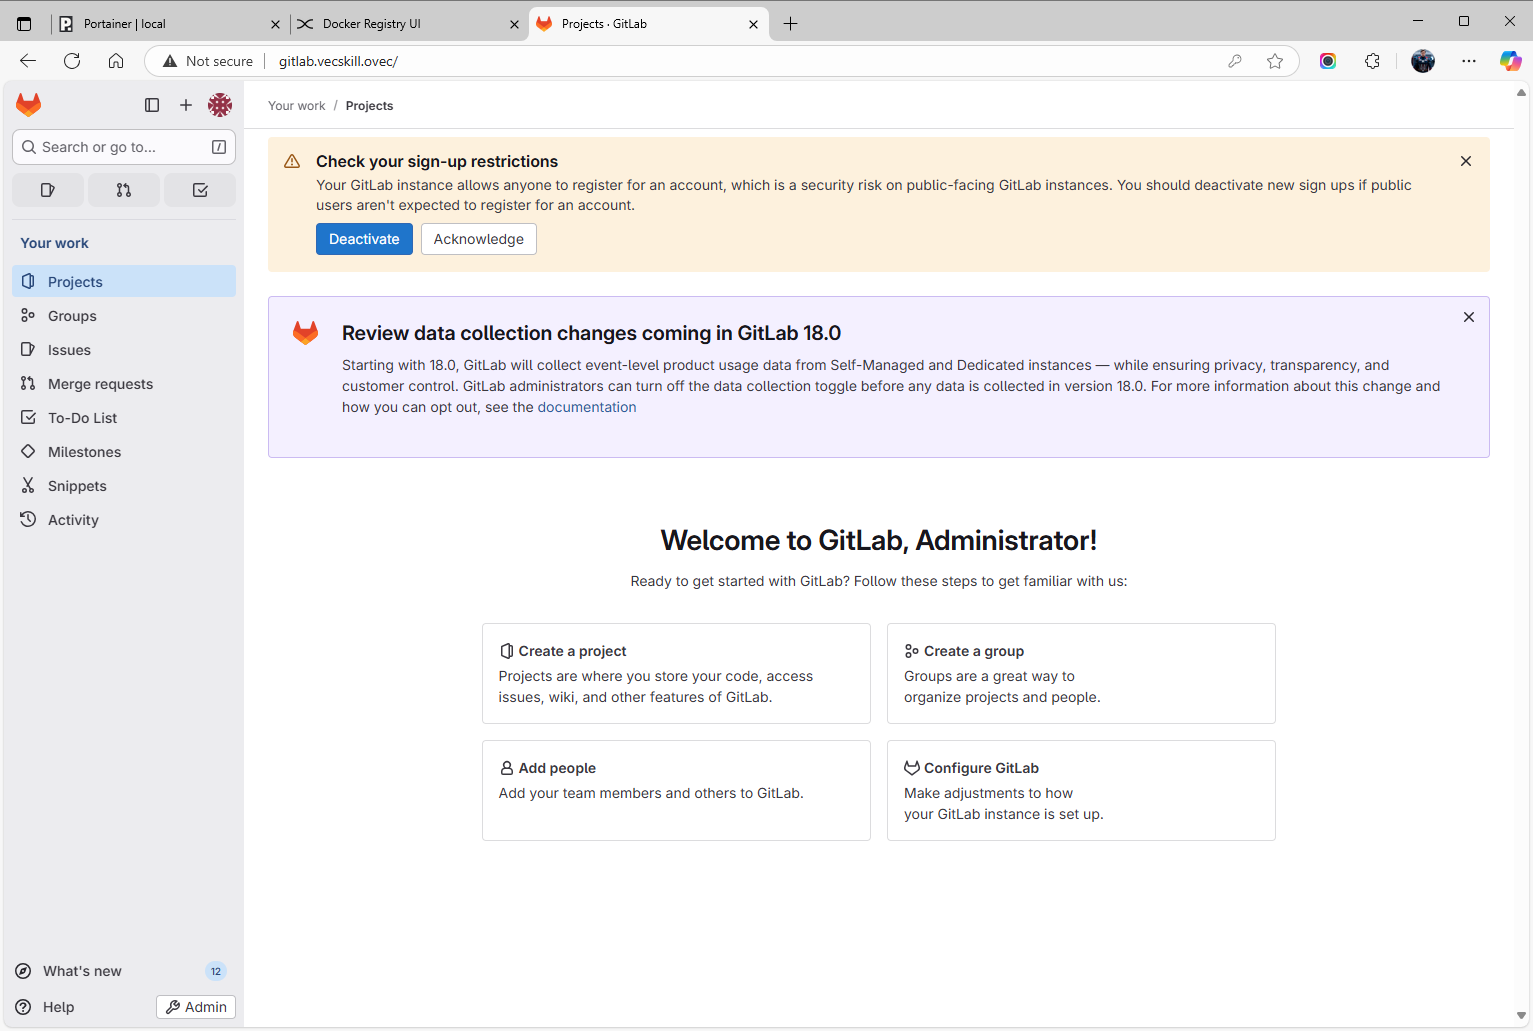 Portainer | local
Docker Registry UI
Projects · GitLab
Not secure
gitlab.vecskill.ovec/
Your work / Projects
Search or go to...
/
Your work
Projects
Groups
Issues
Merge requests
To-Do List
Milestones
Snippets
Activity
What's new
12
Help
Admin
Check your sign-up restrictions
Your GitLab instance allows anyone to register for an account, which is a security risk on public-facing GitLab instances. You should deactivate new sign ups if public
users aren't expected to register for an account.
Deactivate
Acknowledge
Review data collection changes coming in GitLab 18.0
Starting with 18.0, GitLab will collect event-level product usage data from Self-Managed and Dedicated instances — while ensuring privacy, transparency, and
customer control. GitLab administrators can turn off the data collection toggle before any data is collected in version 18.0. For more information about this change and
how you can opt out, see the documentation
Welcome to GitLab, Administrator!
Ready to get started with GitLab? Follow these steps to get familiar with us:
Create a project
Projects are where you store your code, access
issues, wiki, and other features of GitLab.
Create a group
Groups are a great way to
organize projects and people.
Add people
Add your team members and others to GitLab.
Configure GitLab
Make adjustments to how
your GitLab instance is set up.